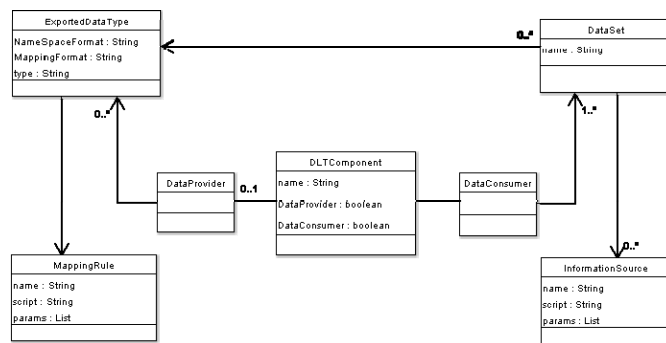 ExportedDataType
NameSpaceFormat : String
MappingFormat : String
type : String
0..*
DataSet
name : String
0..*
1..*
DataProvider
0..1
DLTComponent
name : String
DataProvider : boolean
DataConsumer : boolean
DataConsumer
MappingRule
name : String
script : String
params : List
0..*
InformationSource
name : String
script : String
params : List